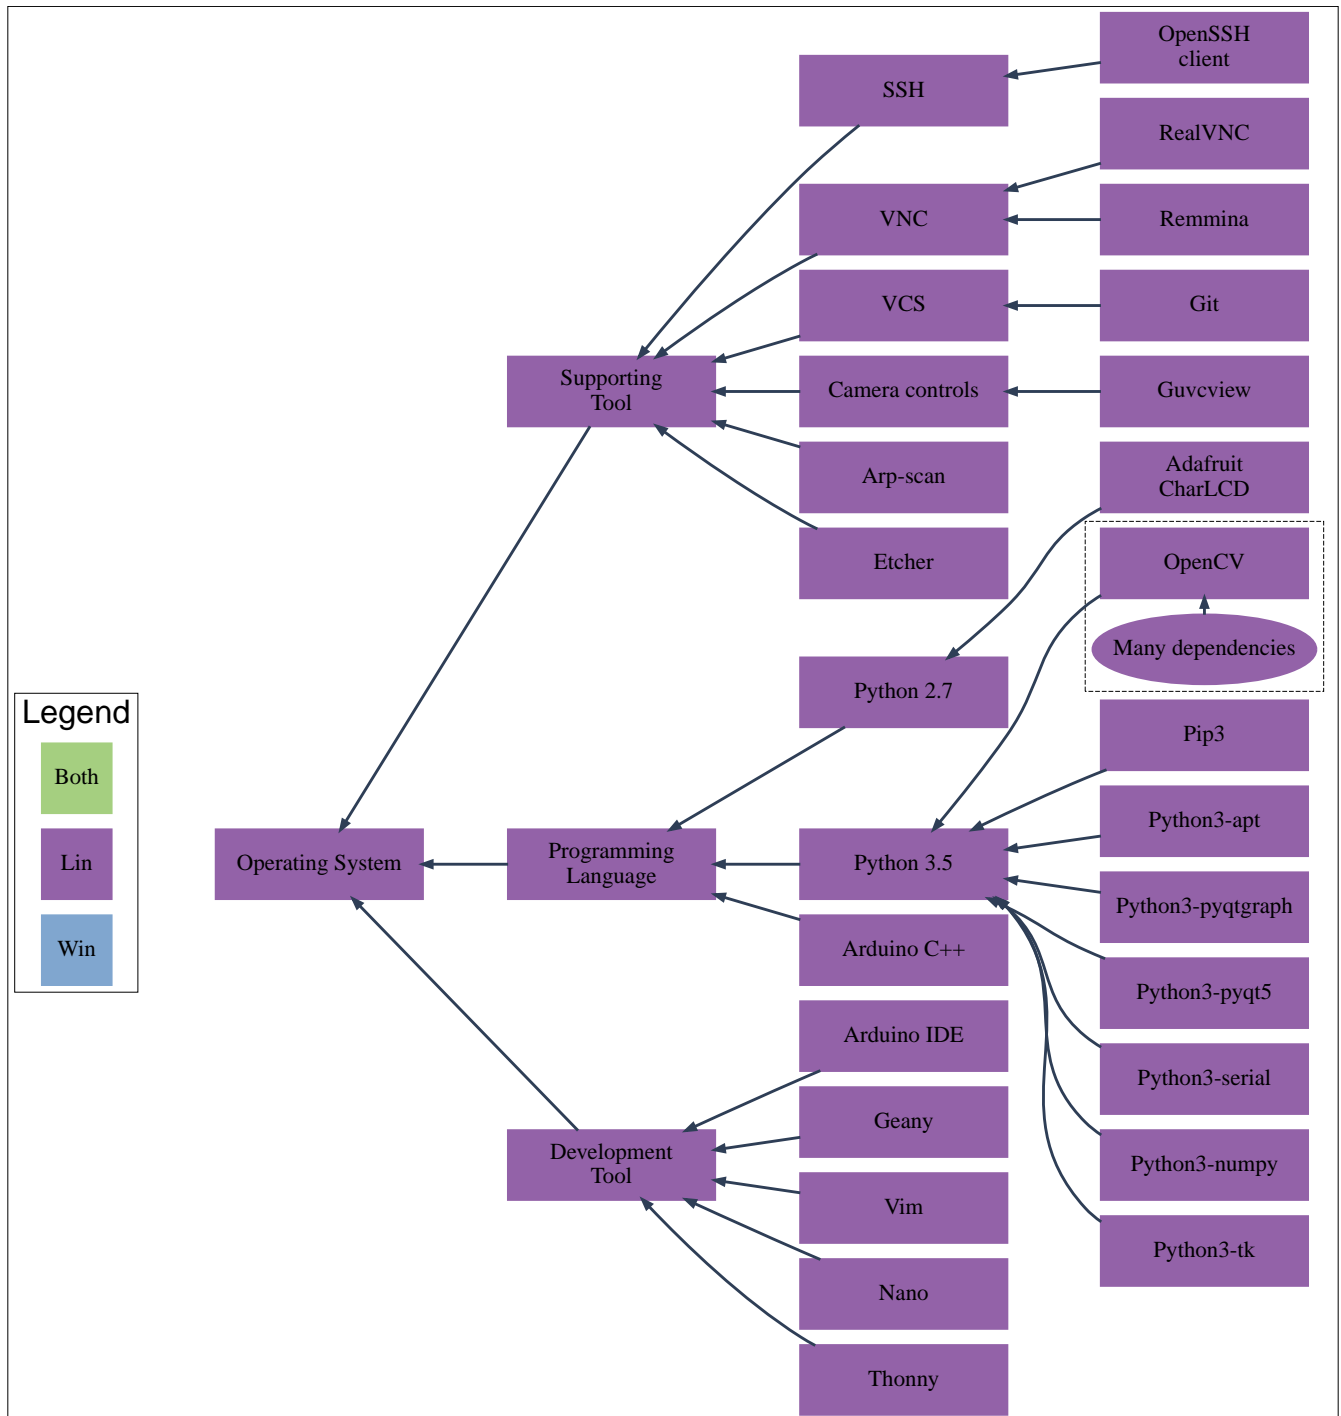 OpenSSH
client
SSH
RealVNC
VNC
Remmina
VCS
Git
Supporting
Tool
Camera controls
Guvcview
Arp-scan
Adafruit
CharLCD
Etcher
OpenCV
Many dependencies
Python 2.7
Legend
Both
Lin
Win
Pip3
Operating System
Programming
Language
Python 3.5
Python3-apt
Python3-pyqtgraph
Arduino C++
Python3-pyqt5
Arduino IDE
Python3-serial
Geany
Development
Tool
Python3-numpy
Vim
Python3-tk
Nano
Thonny